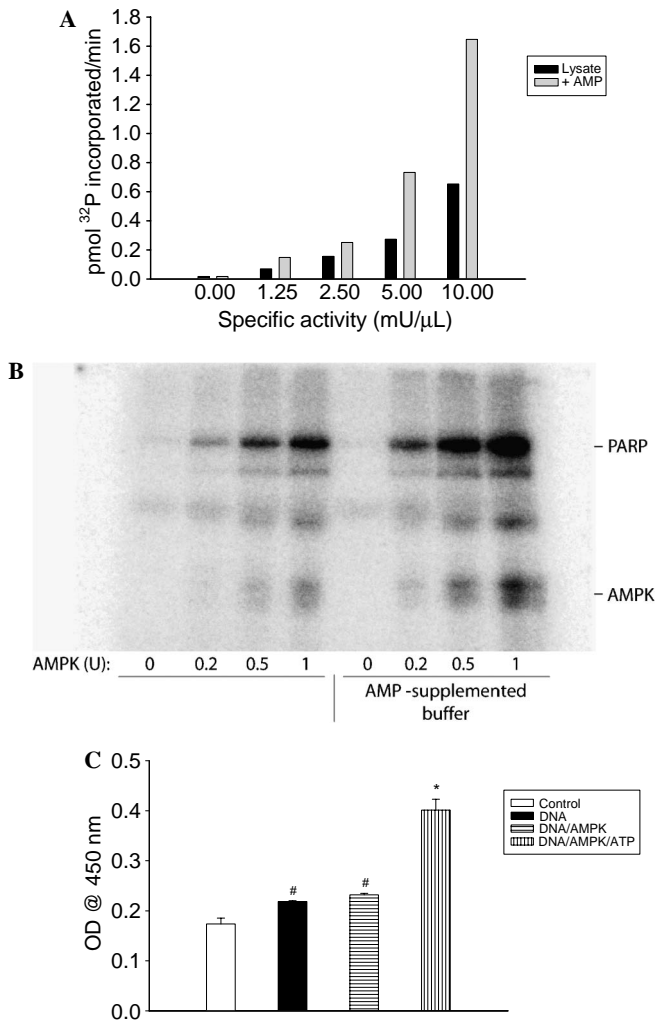 A
1.8
1.6
1.4
1.2
1.0
0.8
0.6
0.4
0.2
0.0
pmol ³²P incorporated/min
0.00 1.25 2.50 5.00 10.00
Specific activity (mU/μL)
Lysate
+ AMP
B
PARP
AMPK
AMPK (U): 0 0.2 0.5 1 0 0.2 0.5 1
AMP -supplemented
buffer
C
0.5
0.4
0.3
0.2
0.1
0.0
OD @ 450 nm
# # *
Control
DNA
DNA/AMPK
DNA/AMPK/ATP